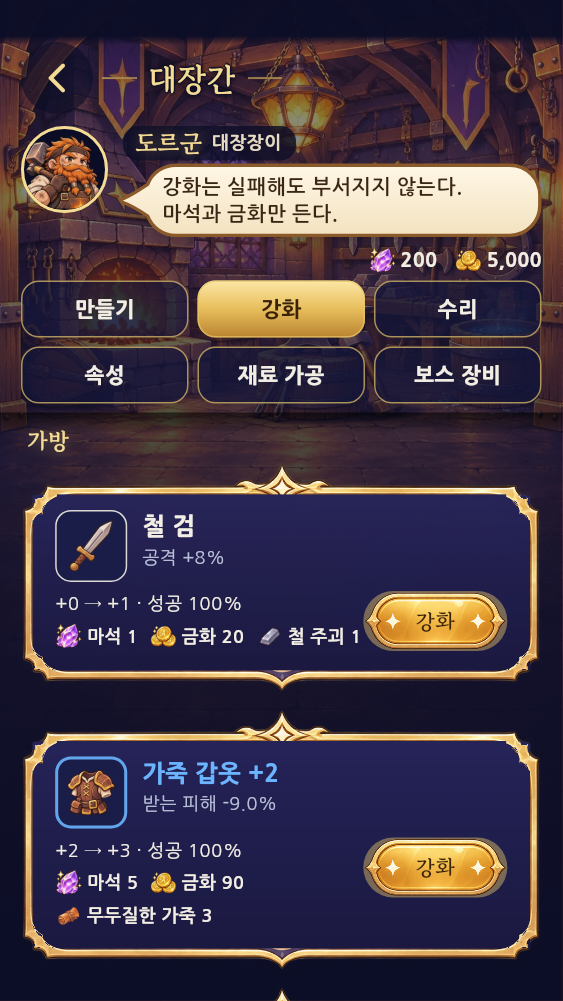 대장간
도르군 대장장이
강화는 실패해도 부서지지 않는다.
마석과 금화만 든다.
200 5,000
만들기 강화 수리
속성 재료 가공 보스 장비
가방
철 검
공격 +8%
+0 → +1 · 성공 100%
마석 1 금화 20 철 주괴 1
강화
가죽 갑옷 +2
받는 피해 -9.0%
+2 → +3 · 성공 100%
마석 5 금화 90
무두질한 가죽 3
강화